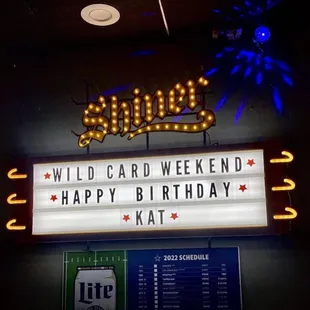 Shiner
WILD CARD WEEKEND
HAPPY BIRTHDAY
KAT
Lite
2022 SCHEDULE